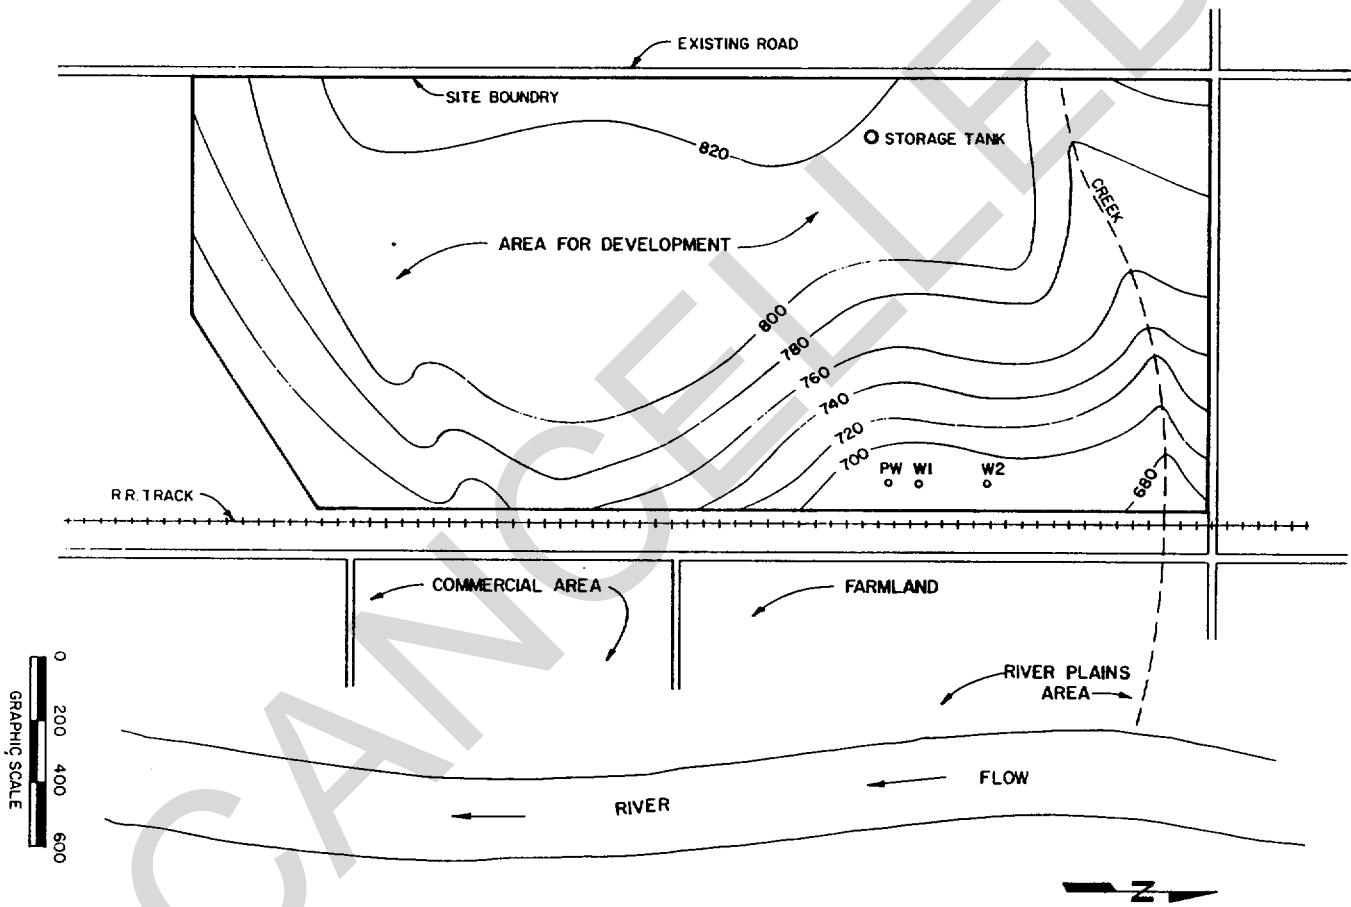 EXISTING ROAD
SITE BOUNDRY
820
STORAGE TANK
CREEK
AREA FOR DEVELOPMENT
800
780
760
740
720
700
PW W1 W2
680
R.R. TRACK
COMMERCIAL AREA
FARMLAND
RIVER PLAINS
AREA
FLOW
RIVER
0
200
400
600
GRAPHIC SCALE
N
CANCELLED